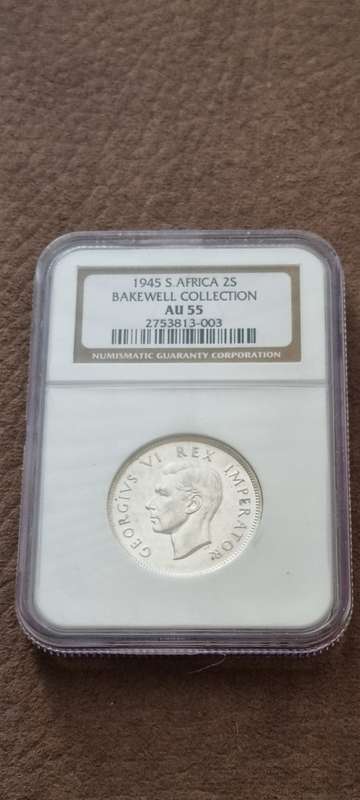 1945 S.AFRICA 2S
BAKEWELL COLLECTION
AU 55
2753813-003
NUMISMATIC GUARANTY CORPORATION
GEORGIVS VI REX IMPERATOR